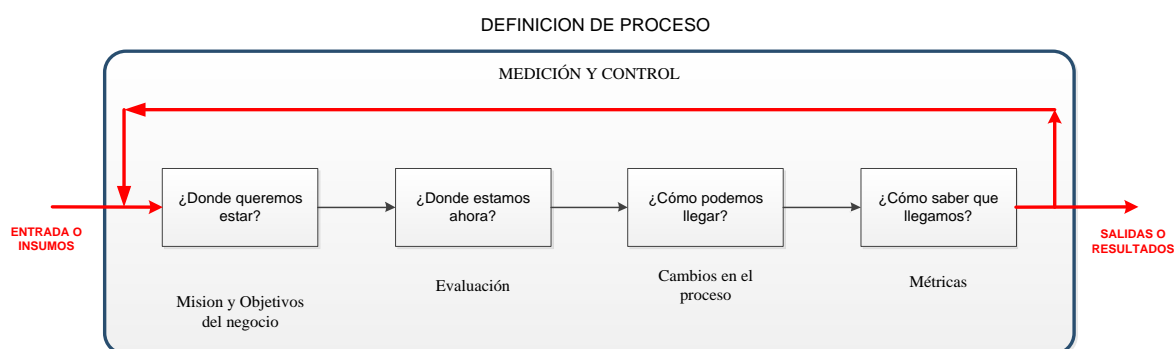 DEFINICION DE PROCESO
MEDICIÓN Y CONTROL
ENTRADA O
INSUMOS
¿Donde queremos
estar?
¿Donde estamos
ahora?
¿Cómo podemos
llegar?
¿Cómo saber que
llegamos?
SALIDAS O
RESULTADOS
Mision y Objetivos
del negocio
Evaluación
Cambios en el
proceso
Métricas